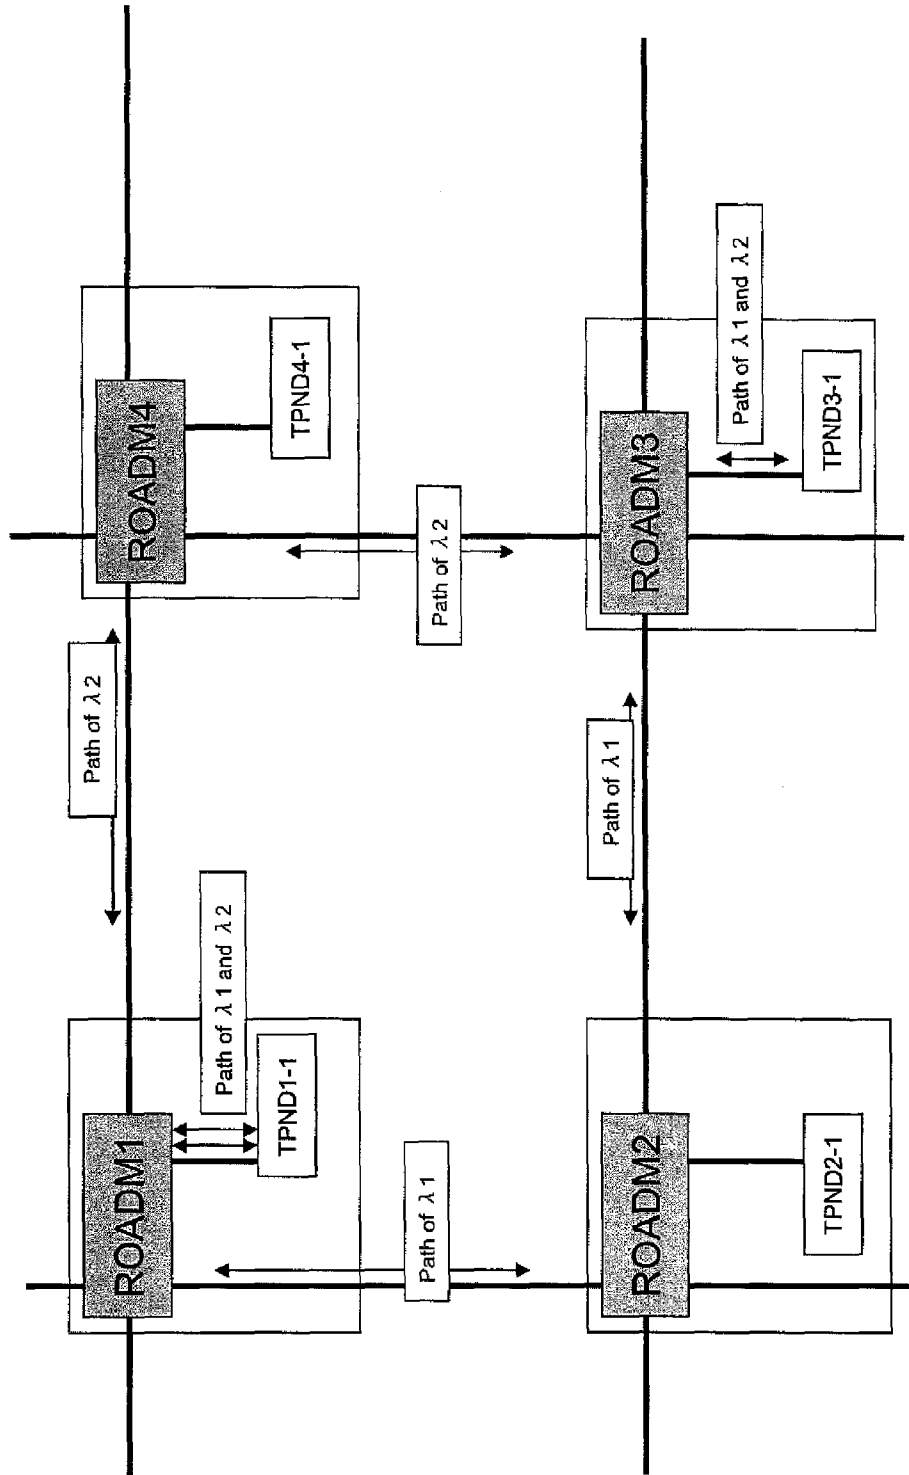 ROADM1
TPND1-1
Path of λ1 and λ2
Path of λ2
ROADM4
TPND4-1
Path of λ1
Path of λ2
ROADM2
TPND2-1
Path of λ1
ROADM3
TPND3-1
Path of λ1 and λ2